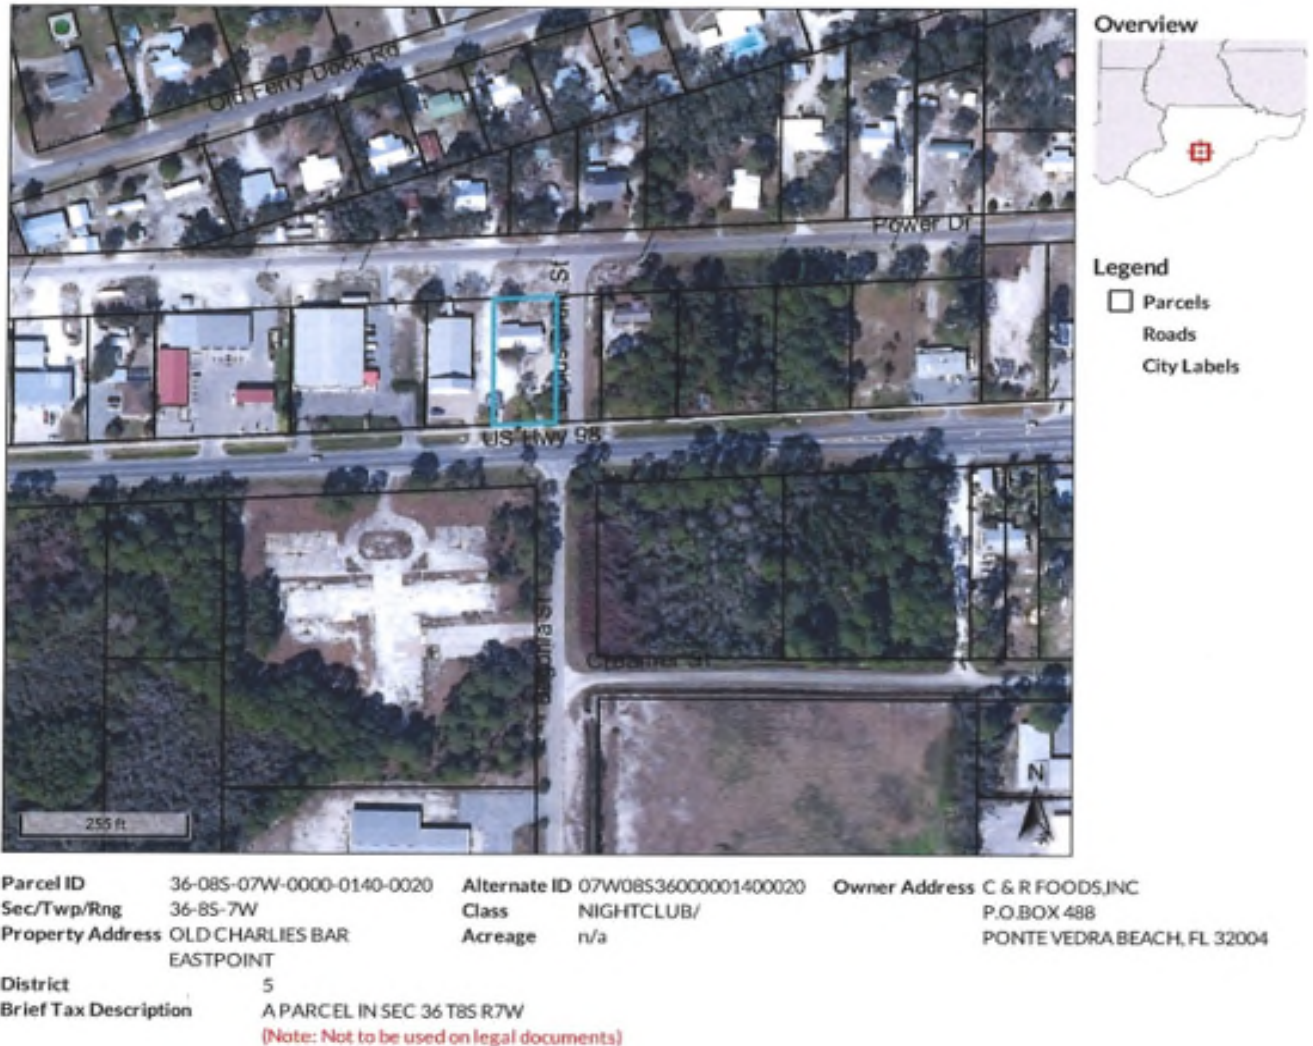 Overview
Old Ferry Dock Rd
Power Dr
Legend
Parcels
Roads
City Labels
St
US Hwy 98
Creamer St
N
255 ft
Parcel ID 36-08S-07W-0000-0140-0020 Alternate ID 07W08S36000001400020 Owner Address C & R FOODS,INC
Sec/Twp/Rng 36-8S-7W Class NIGHTCLUB/ P.O.BOX 488
Property Address OLD CHARLIES BAR Acreage n/a PONTE VEDRA BEACH, FL 32004
EASTPOINT
District 5
Brief Tax Description A PARCEL IN SEC 36 T8S R7W
(Note: Not to be used on legal documents)